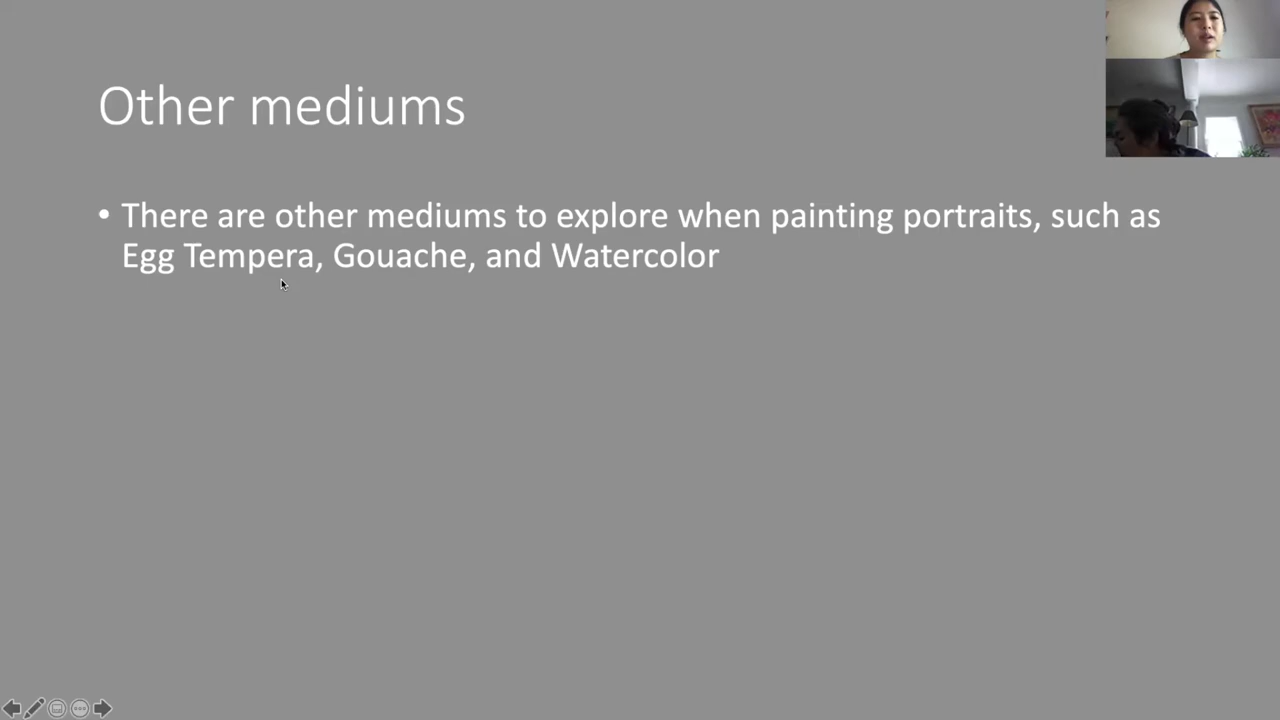 Other mediums
• There are other mediums to explore when painting portraits, such as
Egg Tempera, Gouache, and Watercolor